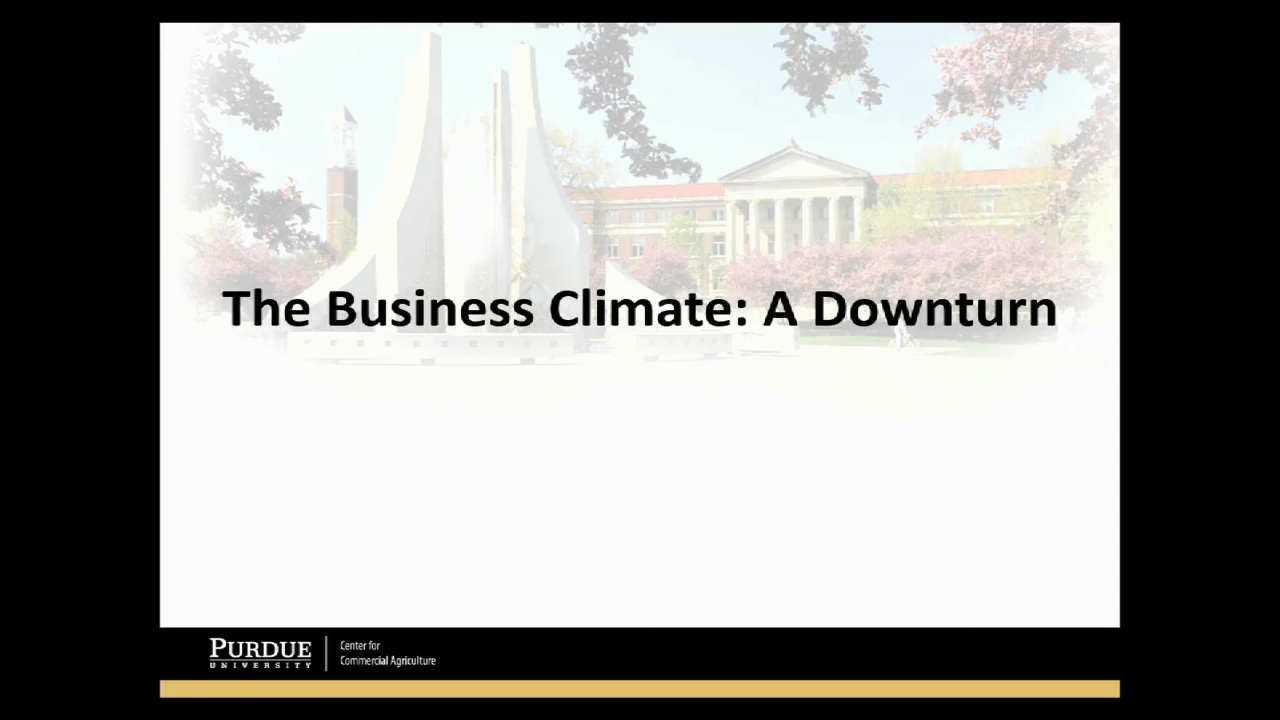 The Business Climate: A Downturn
PURDUE
UNIVERSITY
Center for
Commercial Agriculture